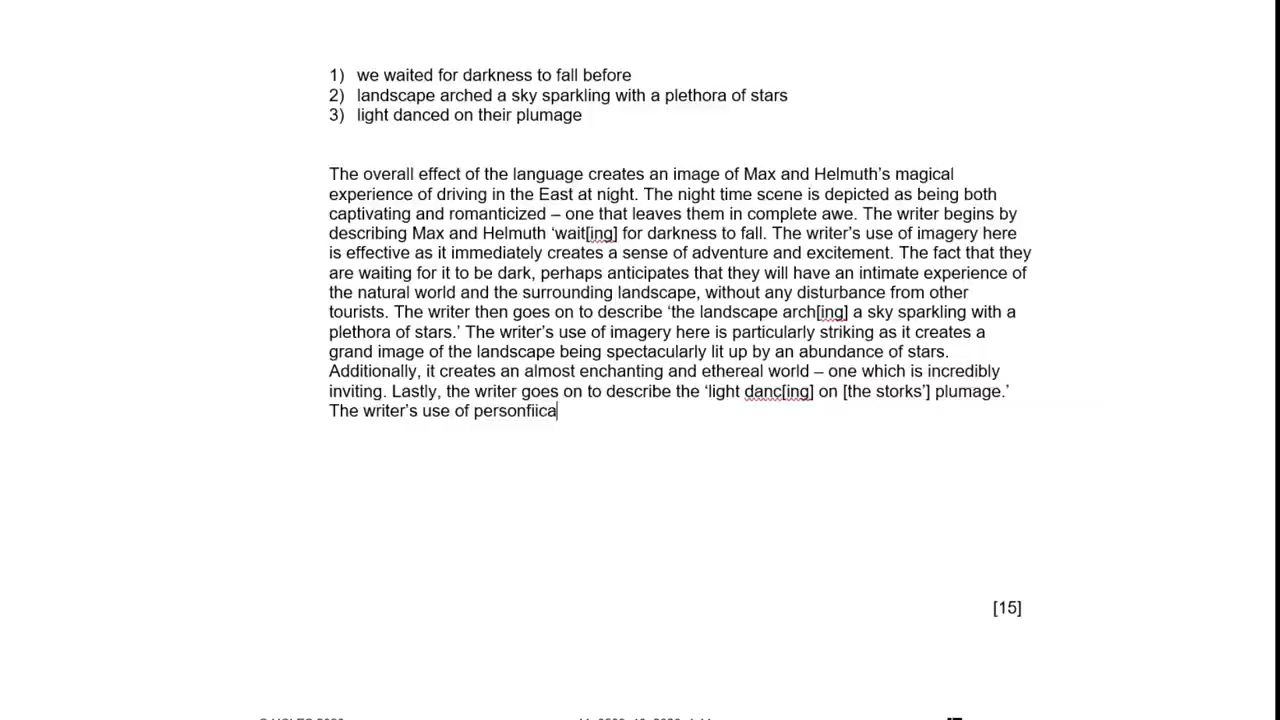 1) we waited for darkness to fall before
2) landscape arched a sky sparkling with a plethora of stars
3) light danced on their plumage
The overall effect of the language creates an image of Max and Helmuth’s magical
experience of driving in the East at night. The night time scene is depicted as being both
captivating and romanticized – one that leaves them in complete awe. The writer begins by
describing Max and Helmuth ‘wait[ing] for darkness to fall. The writer’s use of imagery here
is effective as it immediately creates a sense of adventure and excitement. The fact that they
are waiting for it to be dark, perhaps anticipates that they will have an intimate experience of
the natural world and the surrounding landscape, without any disturbance from other
tourists. The writer then goes on to describe ‘the landscape arch[ing] a sky sparkling with a
plethora of stars.’ The writer’s use of imagery here is particularly striking as it creates a
grand image of the landscape being spectacularly lit up by an abundance of stars.
Additionally, it creates an almost enchanting and ethereal world – one which is incredibly
inviting. Lastly, the writer goes on to describe the ‘light danc[ing] on [the storks’] plumage.’
The writer’s use of personfiica
[15]